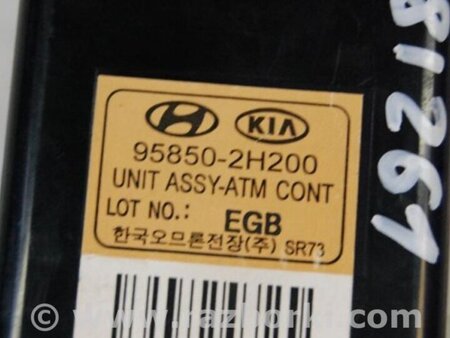 KIA
95850-2H200
UNIT ASSY-ATM CONT
LOT NO.: EGB
한국오므론전장(주) SR73
81269
© www.razborka.com